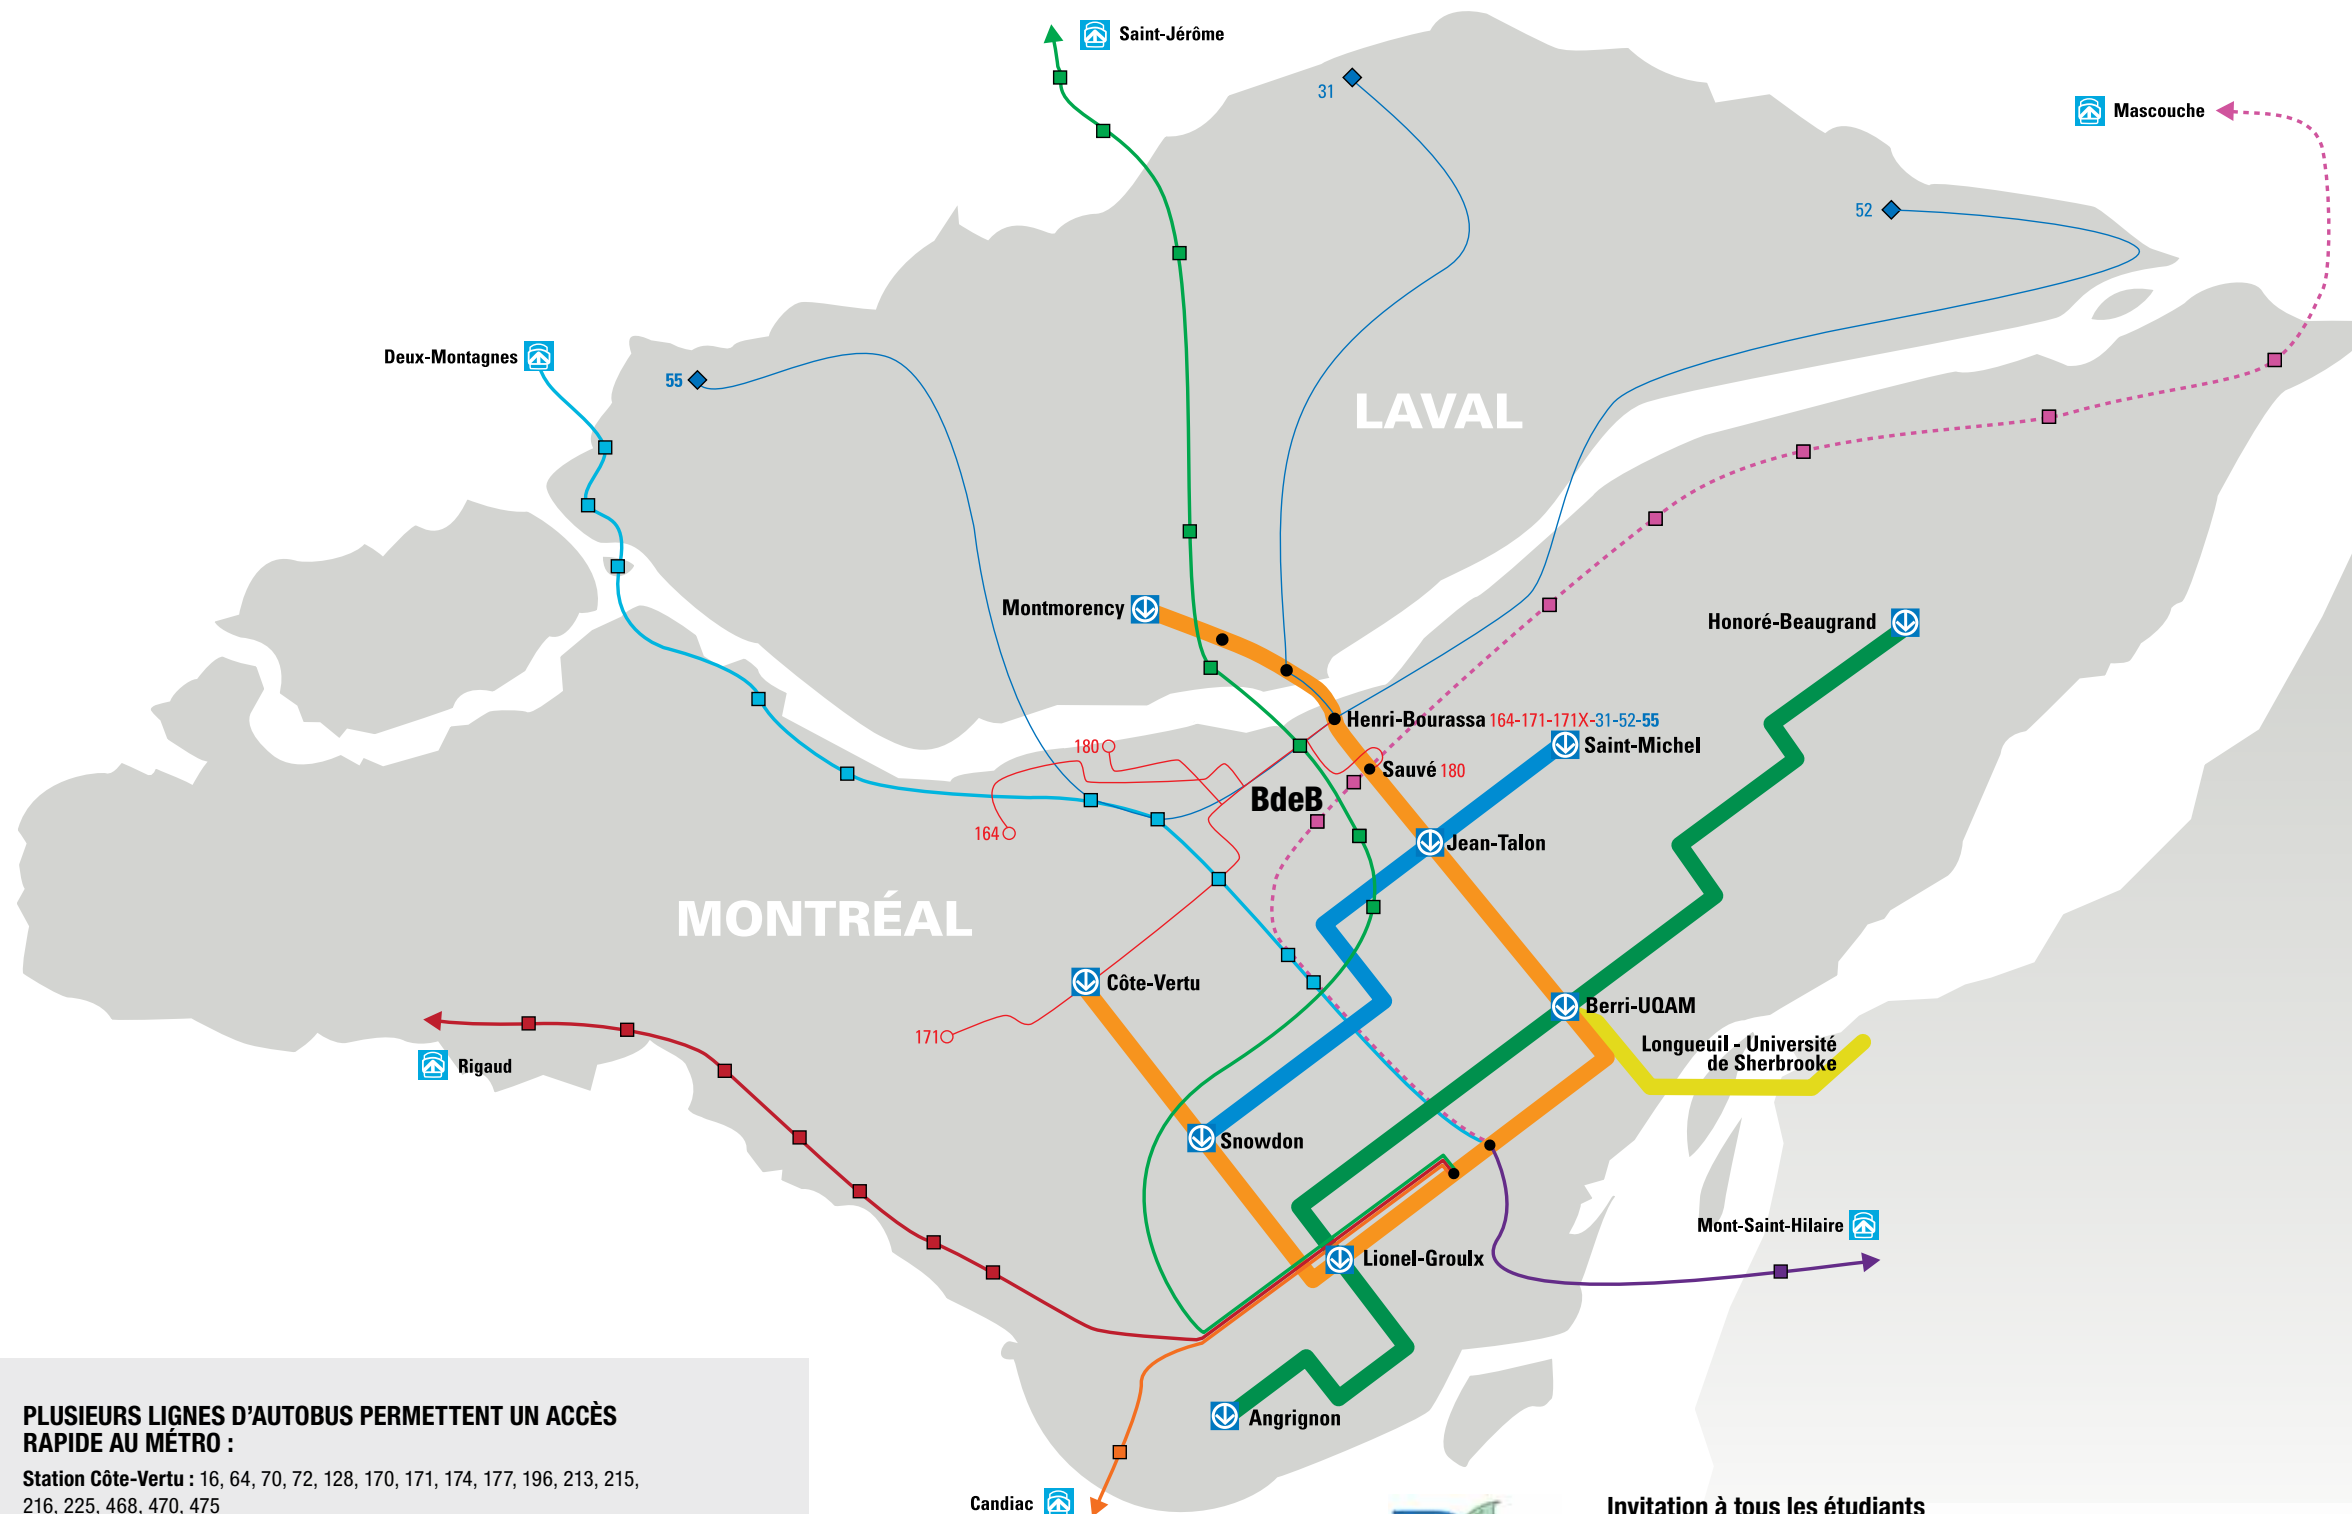 Saint-Jérôme
31
Mascouche
52
Deux-Montagnes
55
LAVAL
Montmorency
Honoré-Beaugrand
Henri-Bourassa 164-171-171X-31-52-55
180
Saint-Michel
Sauvé 180
BdeB
164
Jean-Talon
MONTRÉAL
Côte-Vertu
Berri-UQAM
171
Longueuil - Université
de Sherbrooke
Rigaud
Snowdon
Mont-Saint-Hilaire
Lionel-Groulx
Angrignon
Candiac
PLUSIEURS LIGNES D'AUTOBUS PERMETTENT UN ACCÈS
RAPIDE AU MÉTRO :
Station Côte-Vertu : 16, 64, 70, 72, 128, 170, 171, 174, 177, 196, 213, 215,
216, 225, 468, 470, 475
Invitation à tous les étudiants